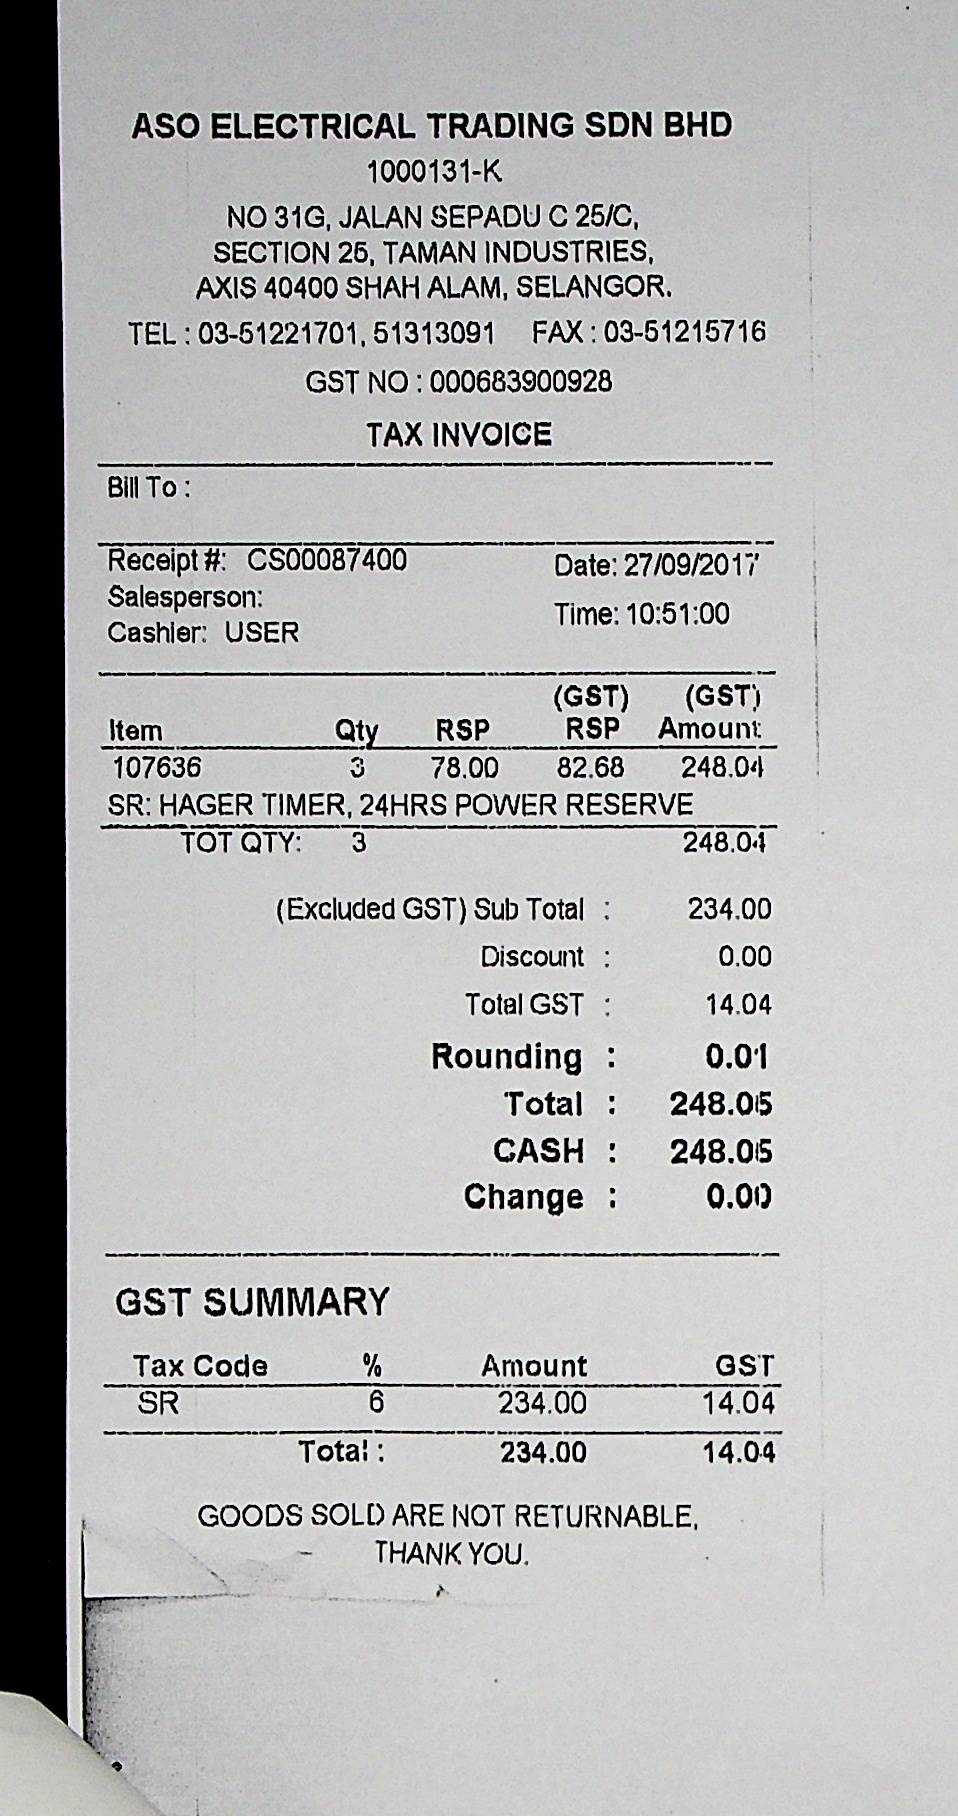 ASO ELECTRICAL TRADING SDN BHD
1000131-K
NO 31G, JALAN SEPADU C 25/C,
SECTION 25, TAMAN INDUSTRIES,
AXIS 40400 SHAH ALAM, SELANGOR.
TEL : 03-51221701, 51313091 FAX : 03-51215716
GST NO : 000683900928
TAX INVOICE
Bill To :
Receipt #: CS00087400 Date: 27/09/2017
Salesperson:
Time: 10:51:00
Cashier: USER
(GST) (GST)
Item Qty RSP RSP Amount
107636 3 78.00 82.68 248.04
SR: HAGER TIMER, 24HRS POWER RESERVE
TOT QTY: 3 248.04
(Excluded GST) Sub Total : 234.00
Discount : 0.00
Total GST : 14.04
Rounding : 0.01
Total : 248.05
CASH : 248.05
Change : 0.00
GST SUMMARY
Tax Code % Amount GST
SR 6 234.00 14.04
Total : 234.00 14.04
GOODS SOLD ARE NOT RETURNABLE,
THANK YOU.